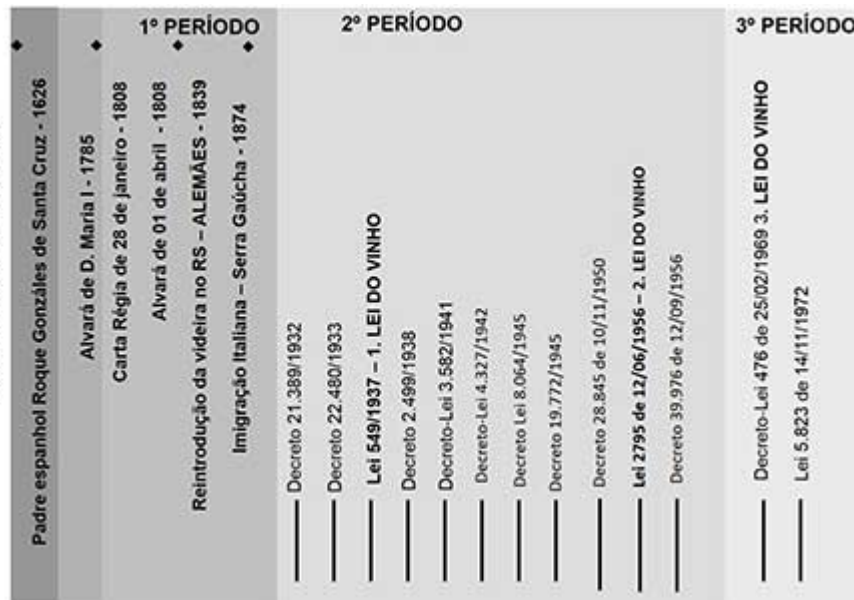 1º PERÍODO
2º PERÍODO
3º PERÍODO
Padre espanhol Roque Gonzáles de Santa Cruz - 1626
Alvará de D. Maria I - 1785
Carta Régia de 28 de janeiro - 1808
Alvará de 01 de abril - 1808
Reintrodução da videira no RS – ALEMÃES - 1839
Imigração Italiana – Serra Gaúcha - 1874
Decreto 21.389/1932
Decreto 22.480/1933
Lei 549/1937 – 1. LEI DO VINHO
Decreto 2.499/1938
Decreto-Lei 3.582/1941
Decreto-Lei 4.327/1942
Decreto Lei 8.064/1945
Decreto 19.772/1945
Decreto 28.845 de 10/11/1950
Lei 2795 de 12/06/1956 – 2. LEI DO VINHO
Decreto 39.976 de 12/09/1956
Decreto-Lei 476 de 25/02/1969 3. LEI DO VINHO
Lei 5.823 de 14/11/1972